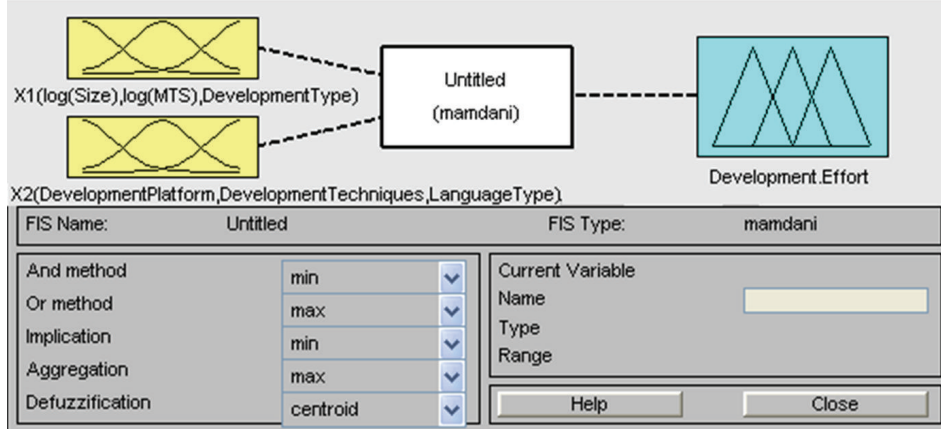 Untitled
(mamdani)
X1(log(Size),log(MTS),DevelopmentType)
X2(DevelopmentPlatform,DevelopmentTechniques,LanguageType)
Development.Effort
FIS Name: Untitled FIS Type: mamdani
And method min
Or method max
Implication min
Aggregation max
Defuzzification centroid
Current Variable
Name
Type
Range
Help Close